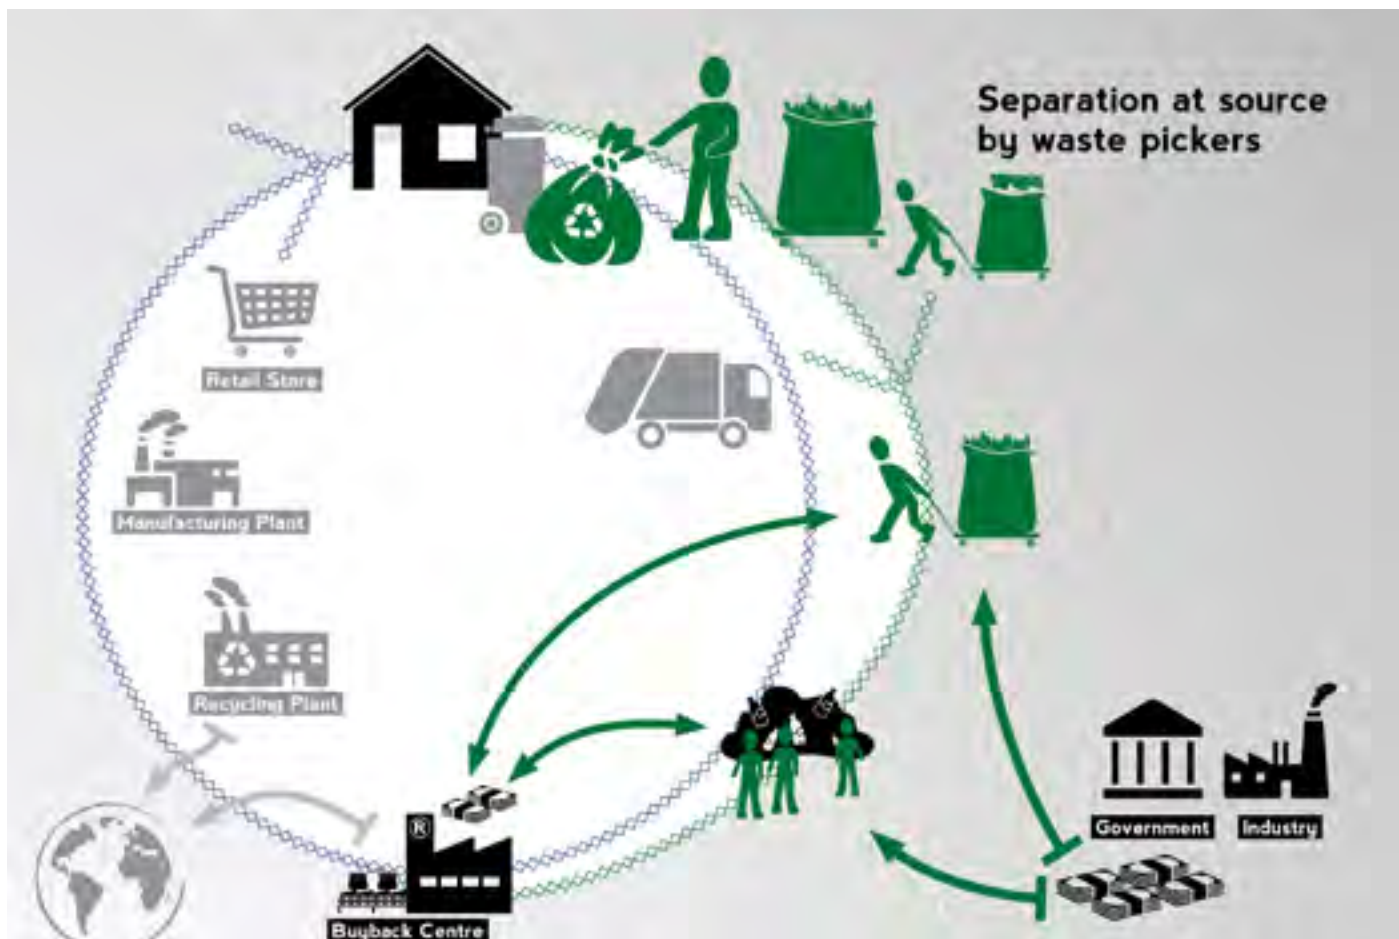 Separation at source
by waste pickers
Retail Store
Manufacturing Plant
Recycling Plant
Government
Industry
®
Buyback Centre